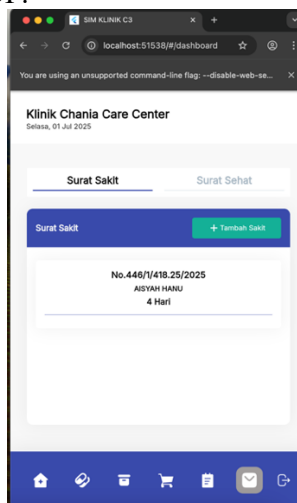 SIM KLINIK C3
localhost:51538/#/dashboard
You are using an unsupported command-line flag: --disable-web-se...
Klinik Chania Care Center
Selasa, 01 Jul 2025
Surat Sakit
Surat Sehat
Surat Sakit
+ Tambah Sakit
No.446/1/418.25/2025
AISYAH HANU
4 Hari